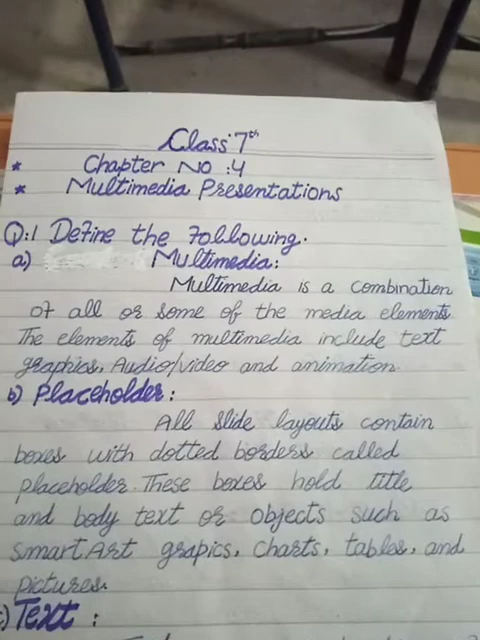 Class 7th
* Chapter No :4
* Multimedia Presentations
Q:1 Define the following.
a) Multimedia:
Multimedia is a combination
of all or some of the media elements
The elements of multimedia include text
graphics, Audio/video and animation
b) Placeholder:
All slide layouts contain
boxes with dotted borders called
placeholder. These boxes hold title
and body text or objects such as
smart Art grapics, charts, tables, and
pictures.
c) Text :